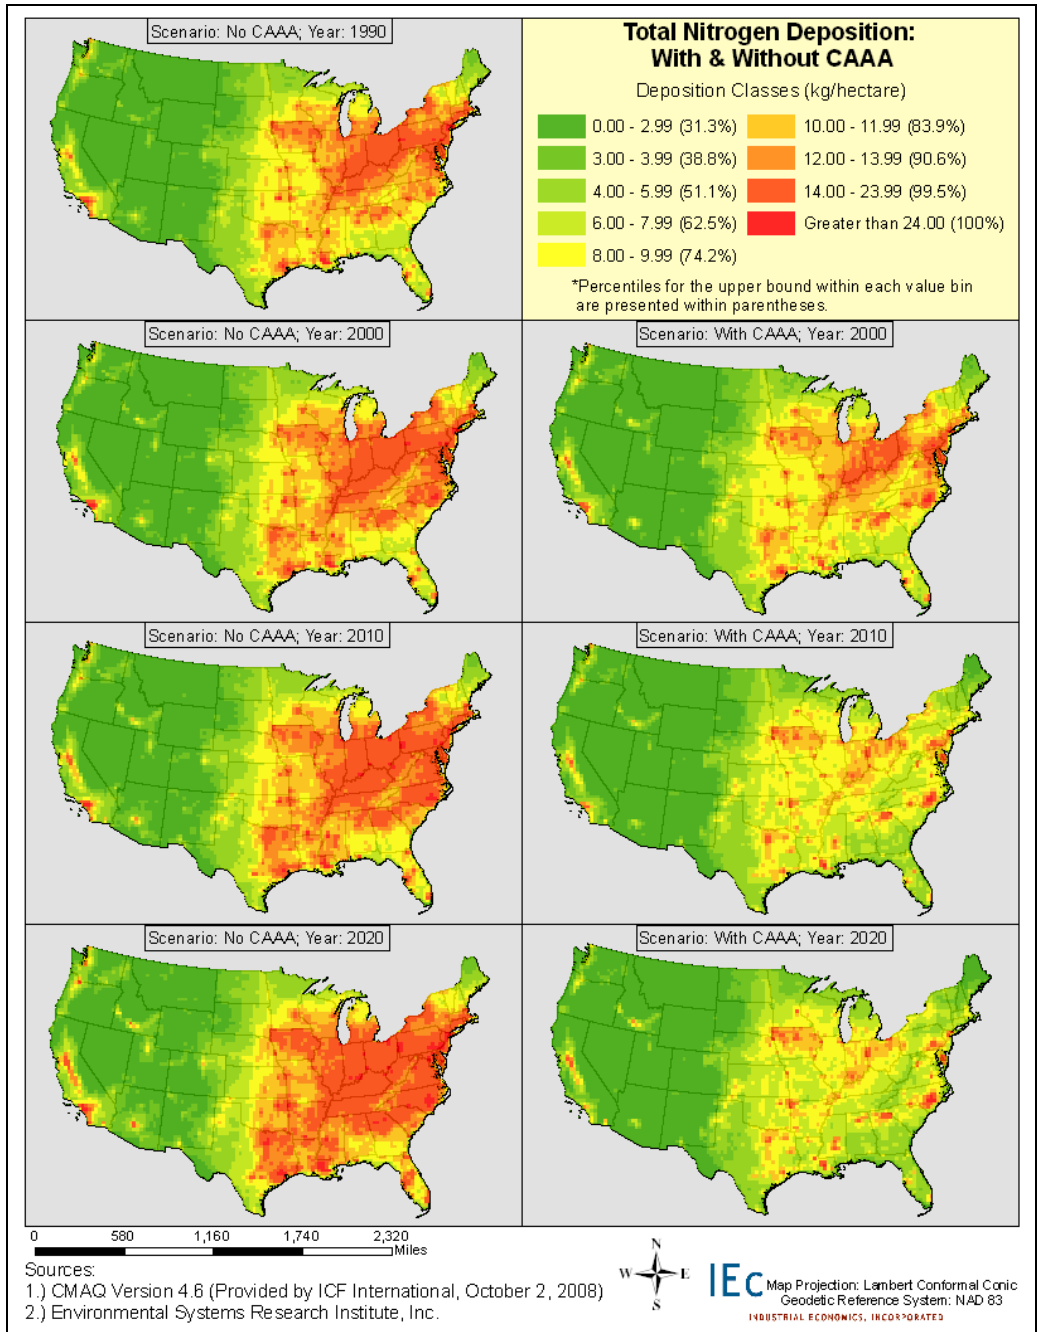 Scenario: No CAAA; Year: 1990
Total Nitrogen Deposition:
With & Without CAAA
Deposition Classes (kg/hectare)
0.00 - 2.99 (31.3%)
3.00 - 3.99 (38.8%)
4.00 - 5.99 (51.1%)
6.00 - 7.99 (62.5%)
8.00 - 9.99 (74.2%)
10.00 - 11.99 (83.9%)
12.00 - 13.99 (90.6%)
14.00 - 23.99 (99.5%)
Greater than 24.00 (100%)
*Percentiles for the upper bound within each value bin
are presented within parentheses.
Scenario: No CAAA; Year: 2000
Scenario: With CAAA; Year: 2000
Scenario: No CAAA; Year: 2010
Scenario: With CAAA; Year: 2010
Scenario: No CAAA; Year: 2020
Scenario: With CAAA; Year: 2020
0 580 1,160 1,740 2,320
Miles
Sources:
1.) CMAQ Version 4.6 (Provided by ICF International, October 2, 2008)
2.) Environmental Systems Research Institute, Inc.
N
W E
S
IEc
Map Projection: Lambert Conformal Conic
Geodetic Reference System: NAD 83
INDUSTRIAL ECONOMICS, INCORPORATED